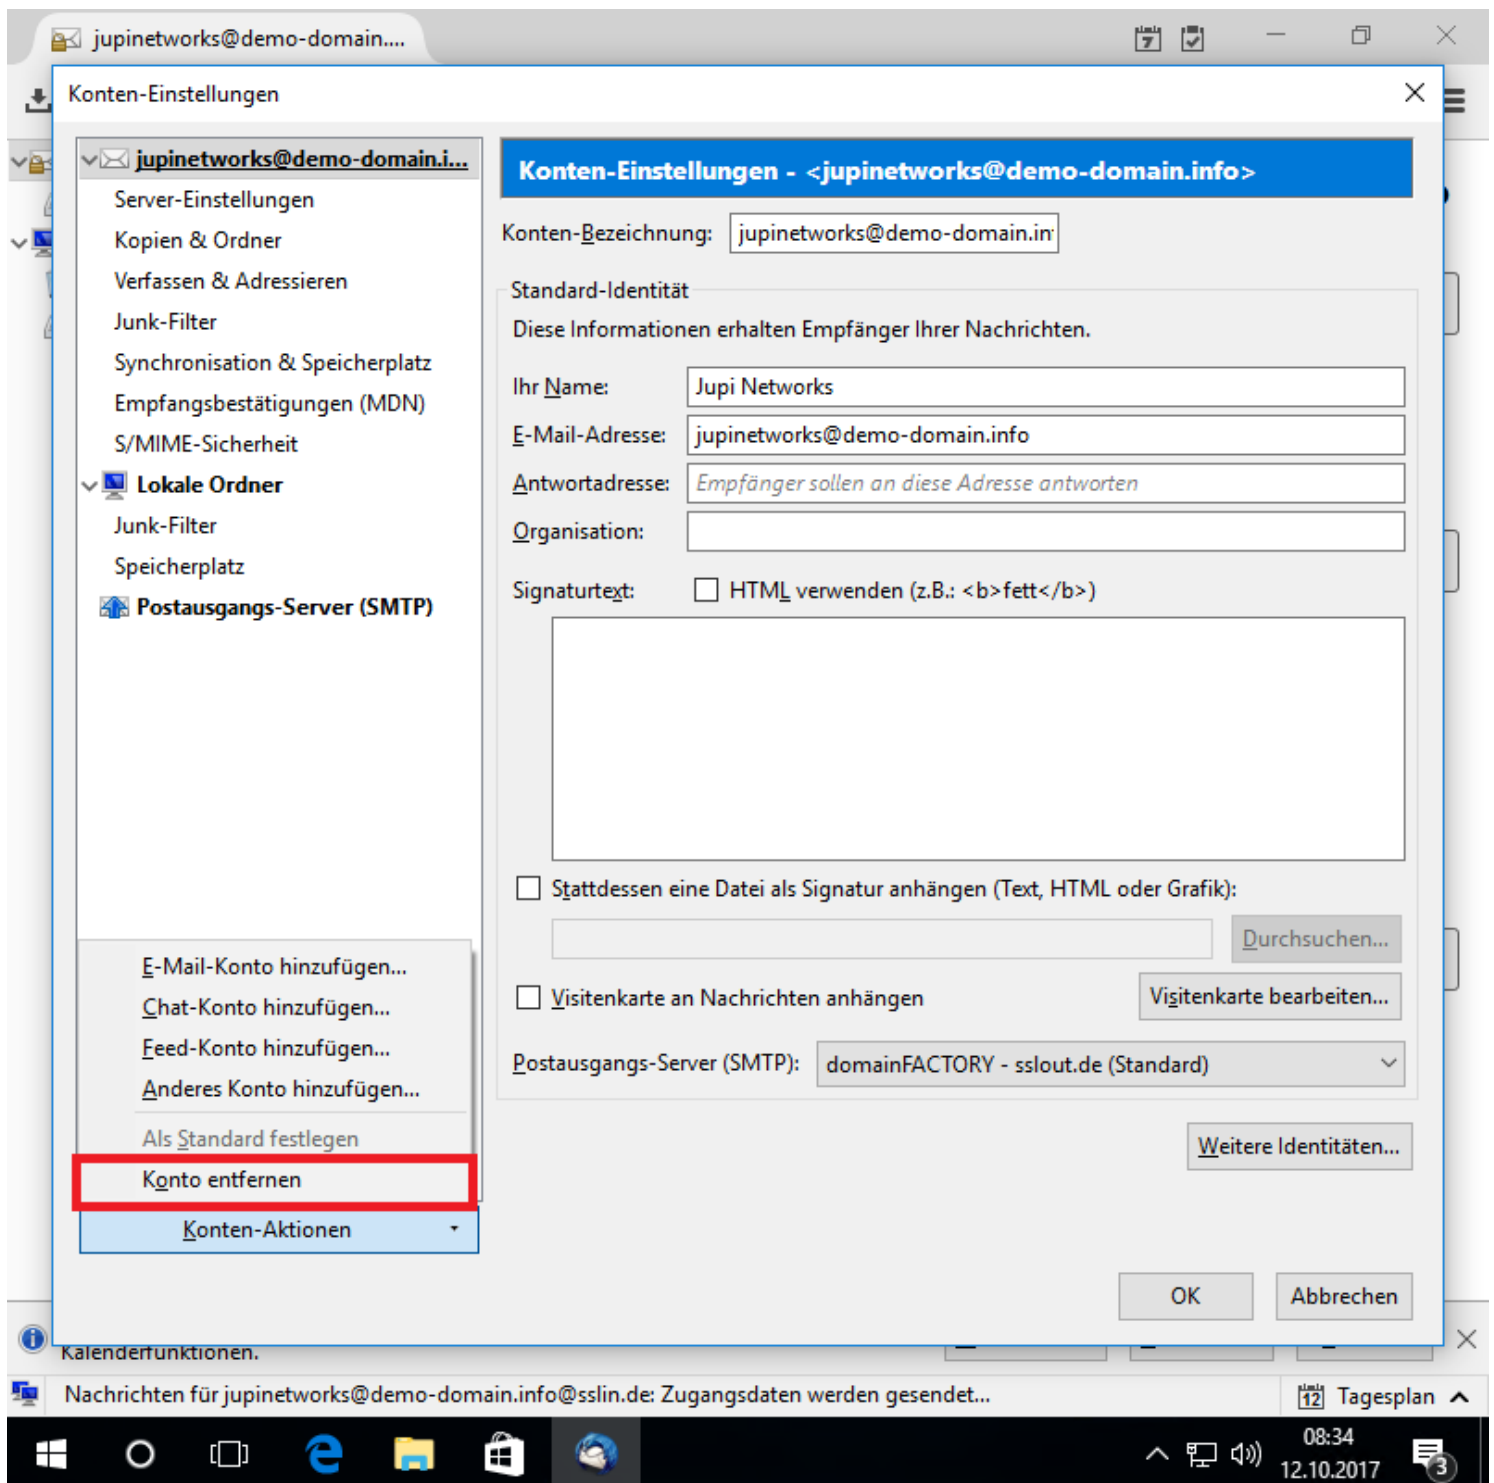 jupinetworks@demo-domain....
7
Konten-Einstellungen
jupinetworks@demo-domain.i...
Server-Einstellungen
Kopien & Ordner
Verfassen & Adressieren
Junk-Filter
Synchronisation & Speicherplatz
Empfangsbestätigungen (MDN)
S/MIME-Sicherheit
Lokale Ordner
Junk-Filter
Speicherplatz
Postausgangs-Server (SMTP)
E-Mail-Konto hinzufügen...
Chat-Konto hinzufügen...
Feed-Konto hinzufügen...
Anderes Konto hinzufügen...
Als Standard festlegen
Konto entfernen
Konten-Aktionen
Konten-Einstellungen - <jupinetworks@demo-domain.info>
Konten-Bezeichnung: jupinetworks@demo-domain.in
Standard-Identität
Diese Informationen erhalten Empfänger Ihrer Nachrichten.
Ihr Name: Jupi Networks
E-Mail-Adresse: jupinetworks@demo-domain.info
Antwortadresse: Empfänger sollen an diese Adresse antworten
Organisation:
Signaturtext: HTML verwenden (z.B.: <b>fett</b>)
Stattdessen eine Datei als Signatur anhängen (Text, HTML oder Grafik):
Durchsuchen...
Visitenkarte an Nachrichten anhängen Visitenkarte bearbeiten...
Postausgangs-Server (SMTP): domainFACTORY - sslout.de (Standard)
Weitere Identitäten...
OK Abbrechen
Kalenderfunktionen.
Nachrichten für jupinetworks@demo-domain.info@sslin.de: Zugangsdaten werden gesendet... 12 Tagesplan
08:34
12.10.2017 3